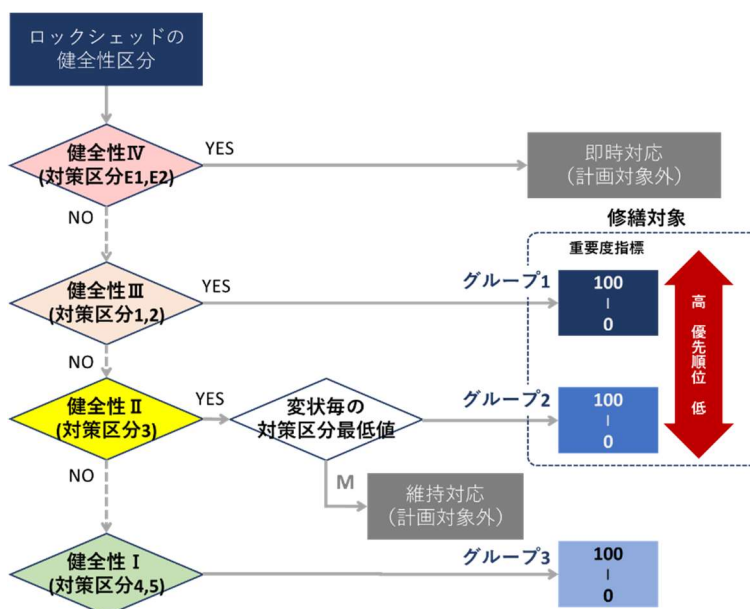 ロックシェッドの
健全性区分
健全性Ⅳ
(対策区分E1,E2)
YES
即時対応
(計画対象外)
NO
修繕対象
重要度指標
健全性Ⅲ
(対策区分1,2)
YES
グループ1
100
|
0
高 優先順位 低
NO
健全性Ⅱ
(対策区分3)
YES
変状毎の
対策区分最低値
グループ2
100
|
0
NO
M
維持対応
(計画対象外)
健全性Ⅰ
(対策区分4,5)
グループ3
100
|
0